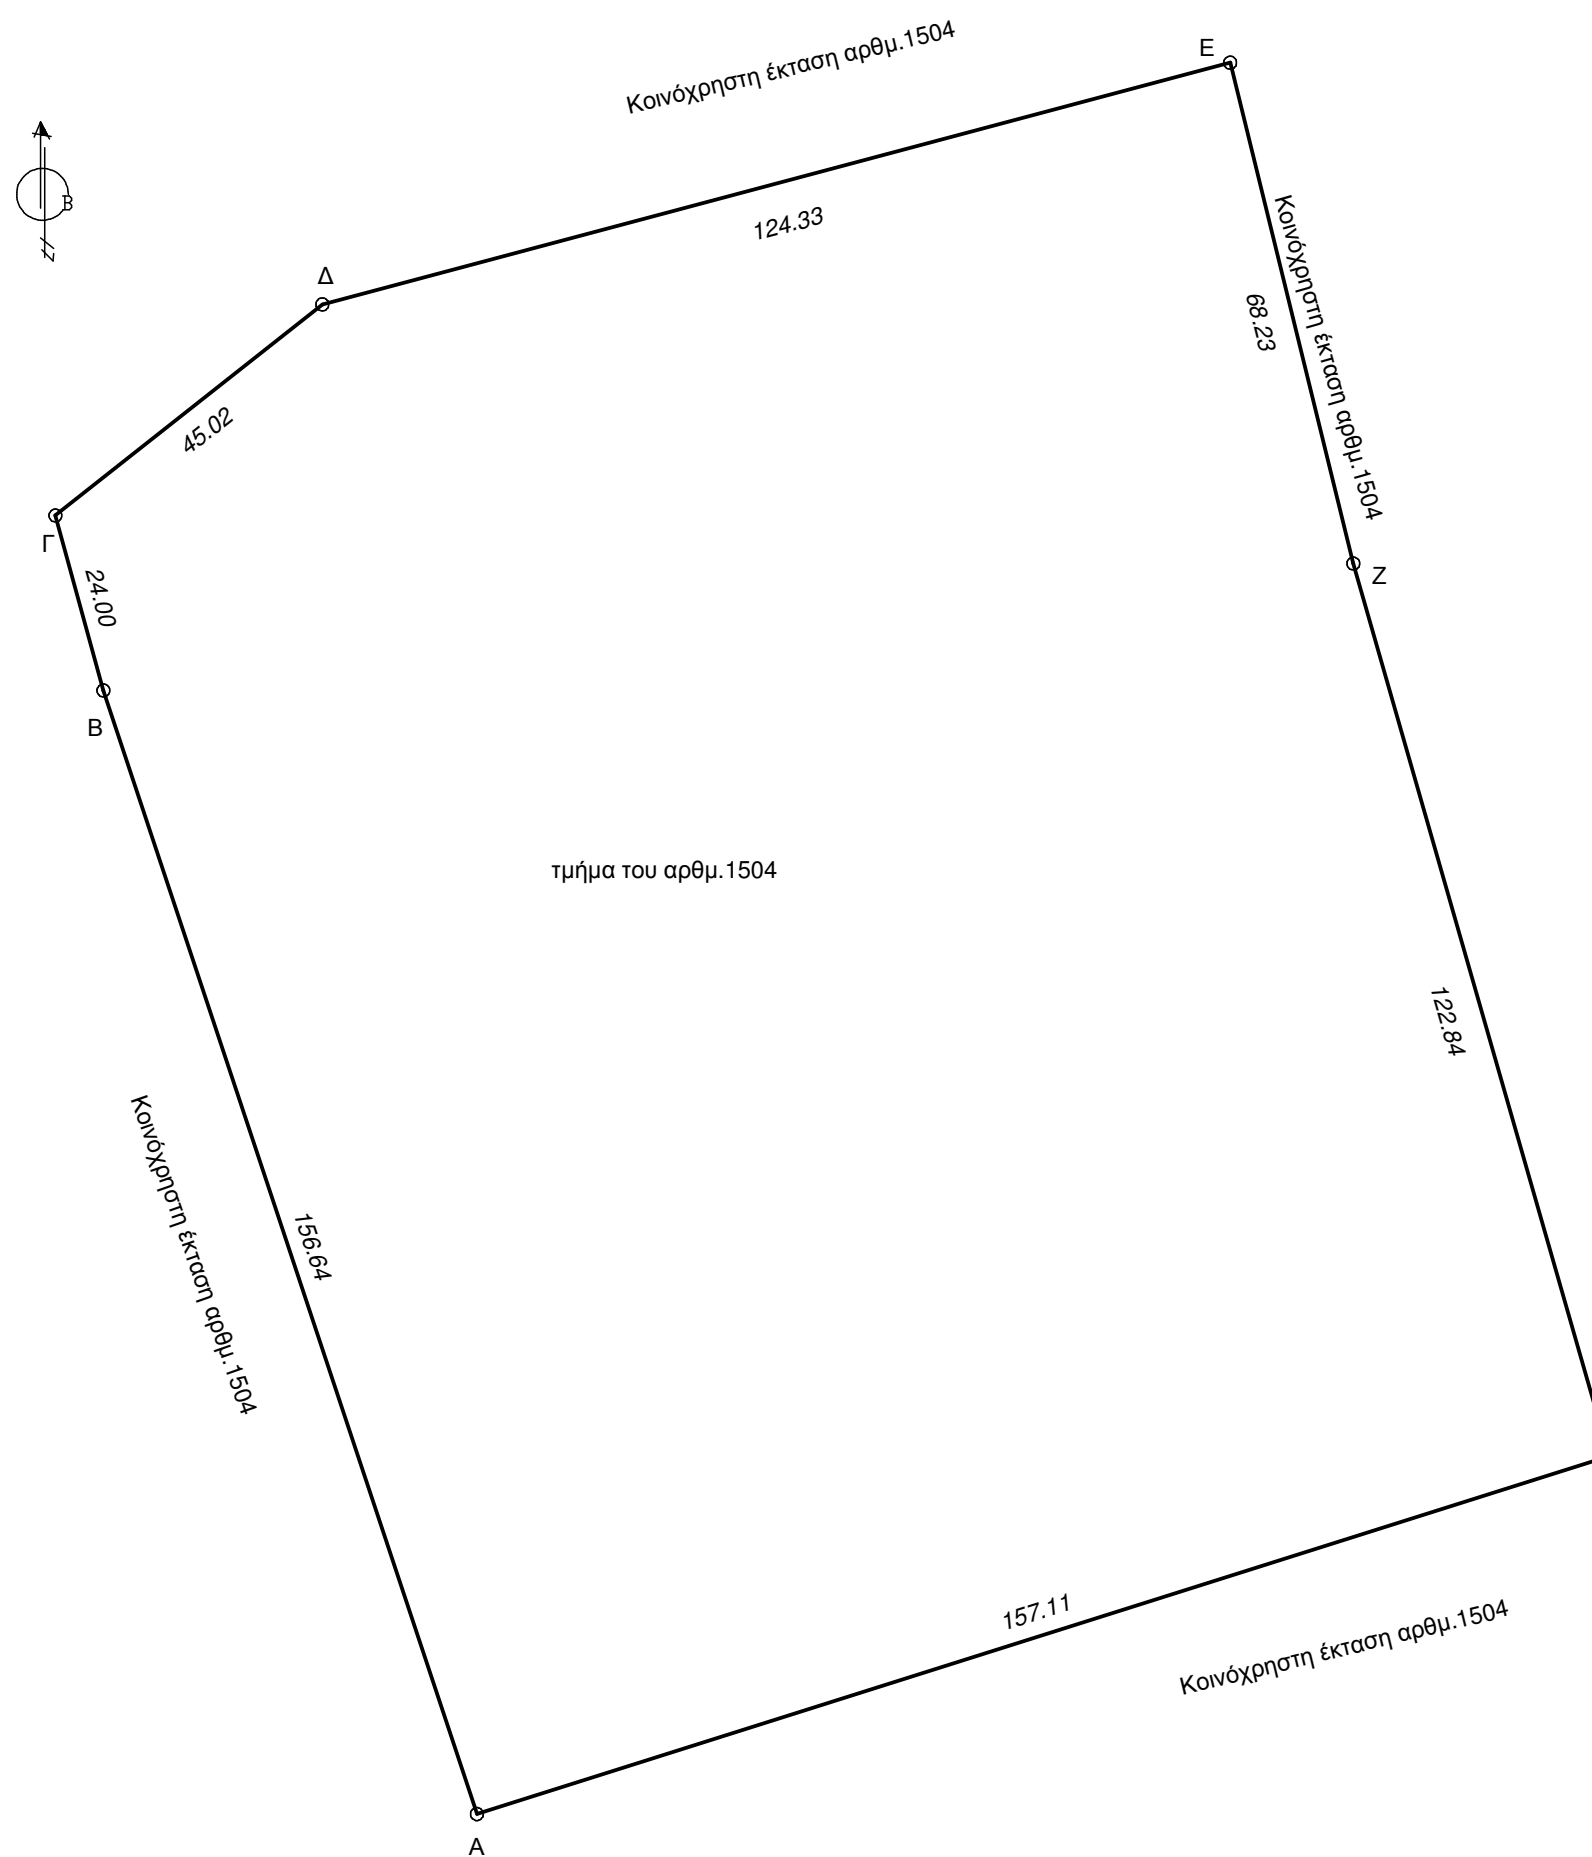 Κοινόχρηστη έκταση αρθμ.1504
Ε
Β
Ζ
124.33
Κοινόχρηστη έκταση αρθμ.1504
Δ
68.23
45.02
Γ
24.00
Ζ
Β
τμήμα του αρθμ.1504
122.84
Κοινόχρηστη έκταση αρθμ.1504
156.64
157.11
Κοινόχρηστη έκταση αρθμ.1504
Α